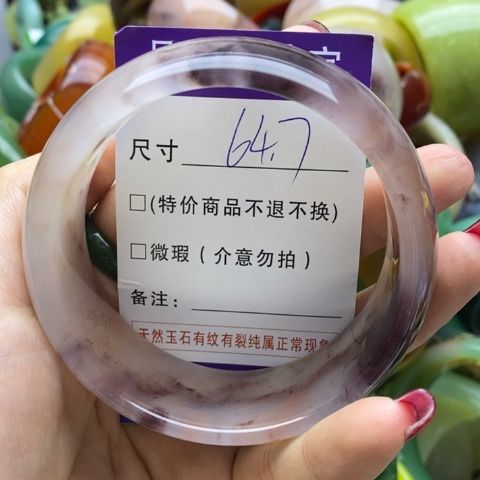 尺寸 64.7
□(特价商品不退不换)
□微瑕(介意勿拍)
备注:
天然玉石有纹有裂纯属正常现象